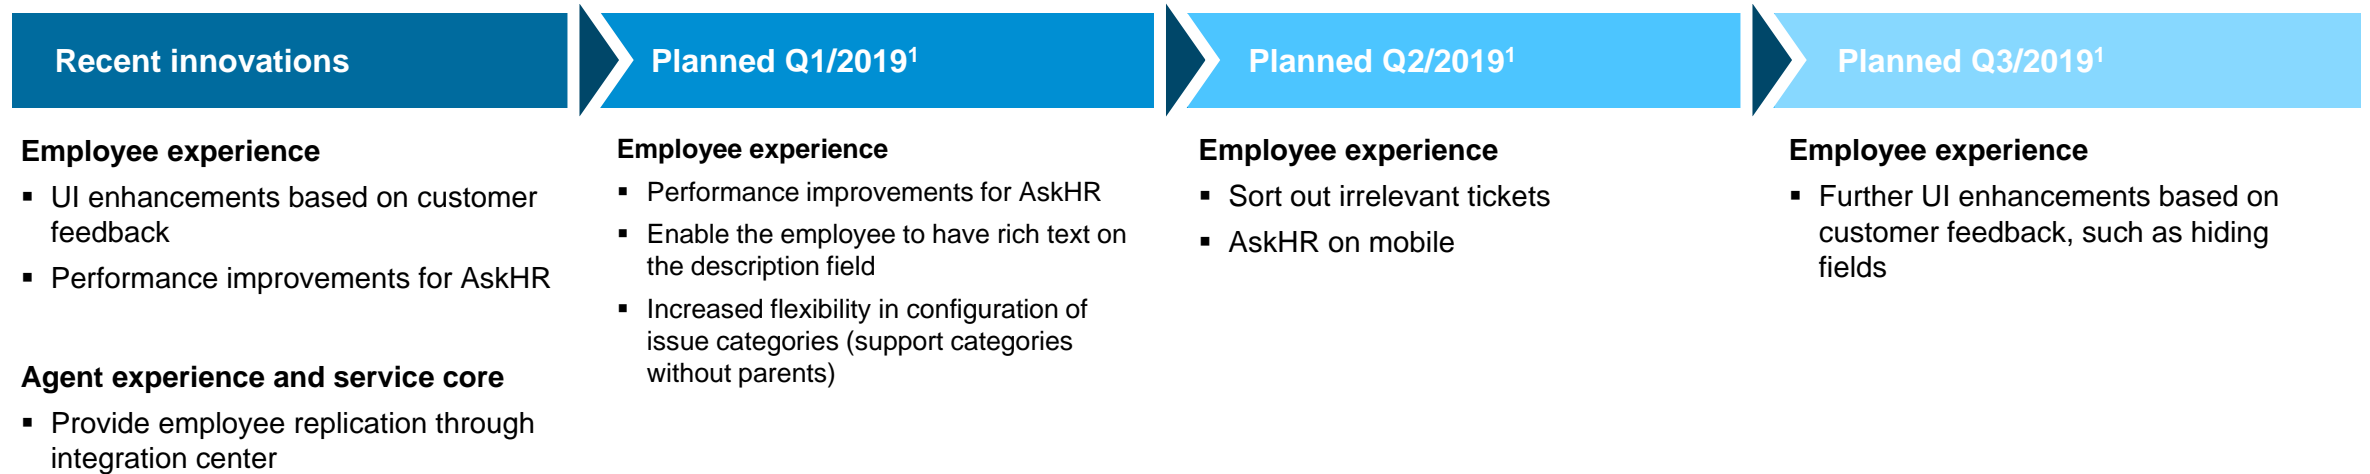 Recent innovations
Employee experience
▪ UI enhancements based on customer
feedback
▪ Performance improvements for AskHR
Agent experience and service core
▪ Provide employee replication through
integration center
Planned Q1/2019¹
Employee experience
▪ Performance improvements for AskHR
▪ Enable the employee to have rich text on
the description field
▪ Increased flexibility in configuration of
issue categories (support categories
without parents)
Planned Q2/2019¹
Employee experience
▪ Sort out irrelevant tickets
▪ AskHR on mobile
Planned Q3/2019¹
Employee experience
▪ Further UI enhancements based on
customer feedback, such as hiding
fields